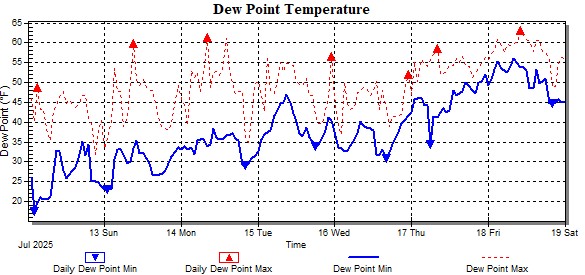 Dew Point Temperature
65
60
55
50
45
40
35
30
25
20
Dew Point (°F)
13 Sun 14 Mon 15 Tue 16 Wed 17 Thu 18 Fri 19 Sat
Jul 2025 Time
Daily Dew Point Min Daily Dew Point Max Dew Point Min Dew Point Max